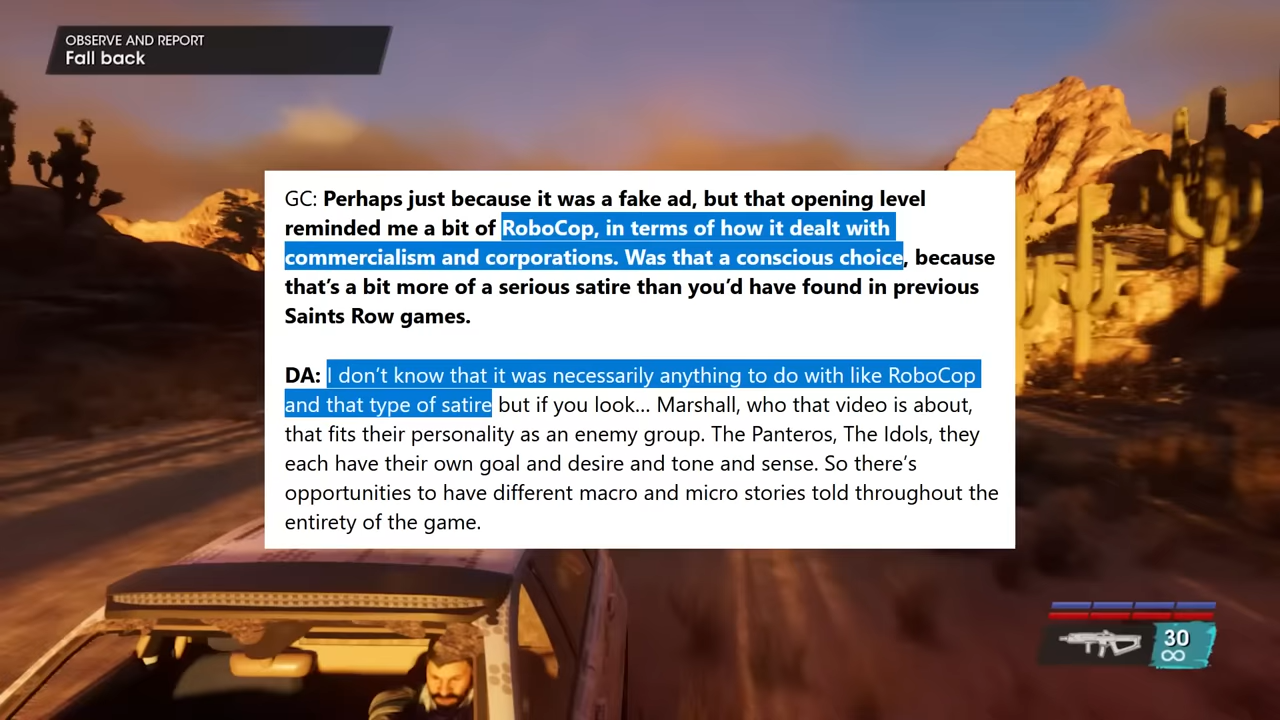 OBSERVE AND REPORT
Fall back
GC: Perhaps just because it was a fake ad, but that opening level
reminded me a bit of RoboCop, in terms of how it dealt with
commercialism and corporations. Was that a conscious choice, because
that's a bit more of a serious satire than you'd have found in previous
Saints Row games.
DA: I don't know that it was necessarily anything to do with like RoboCop
and that type of satire but if you look... Marshall, who that video is about,
that fits their personality as an enemy group. The Panteros, The Idols, they
each have their own goal and desire and tone and sense. So there's
opportunities to have different macro and micro stories told throughout the
entirety of the game.
30
∞